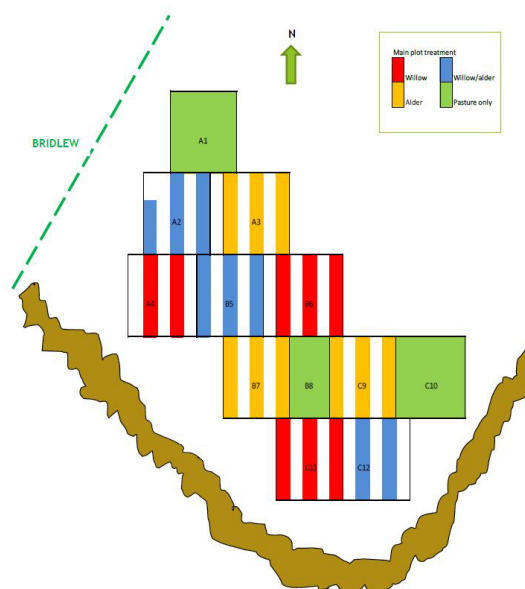 N
Main plot treatment
Willow
Willow/alder
Alder
Pasture only
BRIDLEW
A1
A2
A3
A4
B5
B6
B7
B8
C9
C10
C11
C12